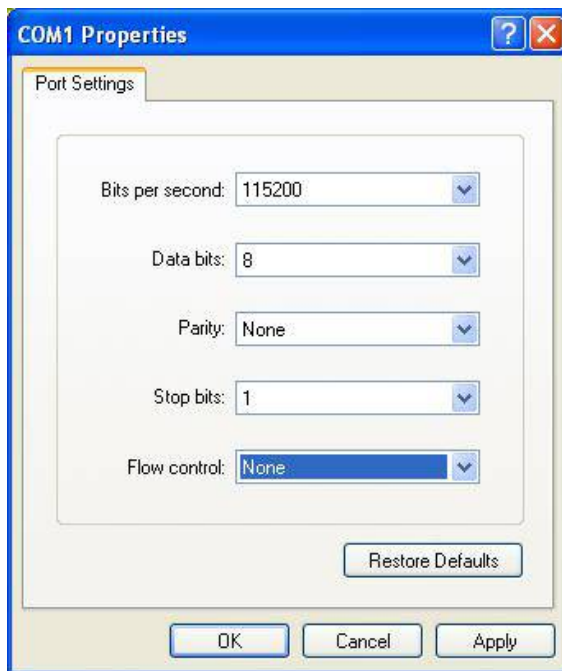 COM1 Properties
Port Settings
Bits per second: 115200
Data bits: 8
Parity: None
Stop bits: 1
Flow control: None
Restore Defaults
OK Cancel Apply